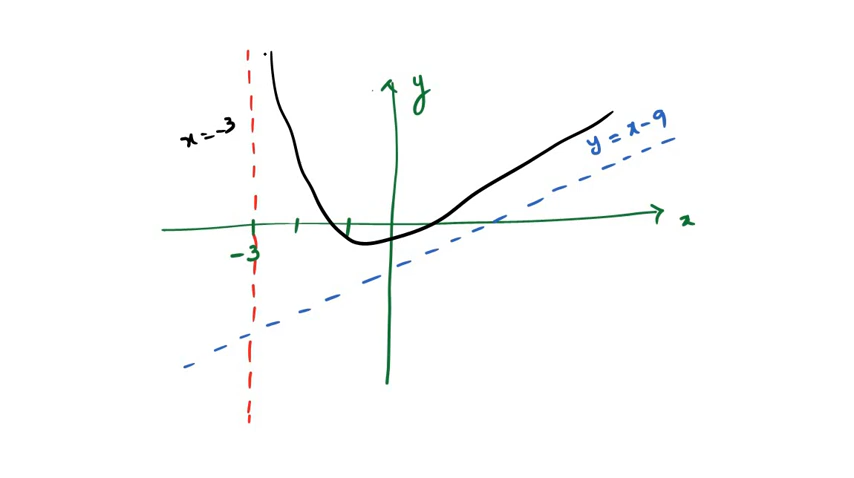 y
x=-3
y = x-9
x
-3